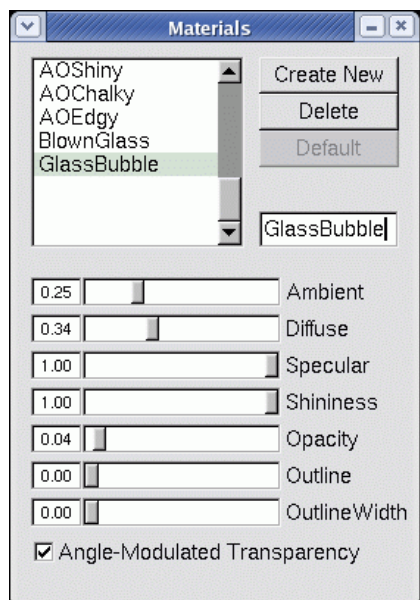 Materials
AOShiny
AOChalky
AOEdgy
BlownGlass
GlassBubble
Create New
Delete
Default
GlassBubble
0.25 Ambient
0.34 Diffuse
1.00 Specular
1.00 Shininess
0.04 Opacity
0.00 Outline
0.00 OutlineWidth
Angle-Modulated Transparency